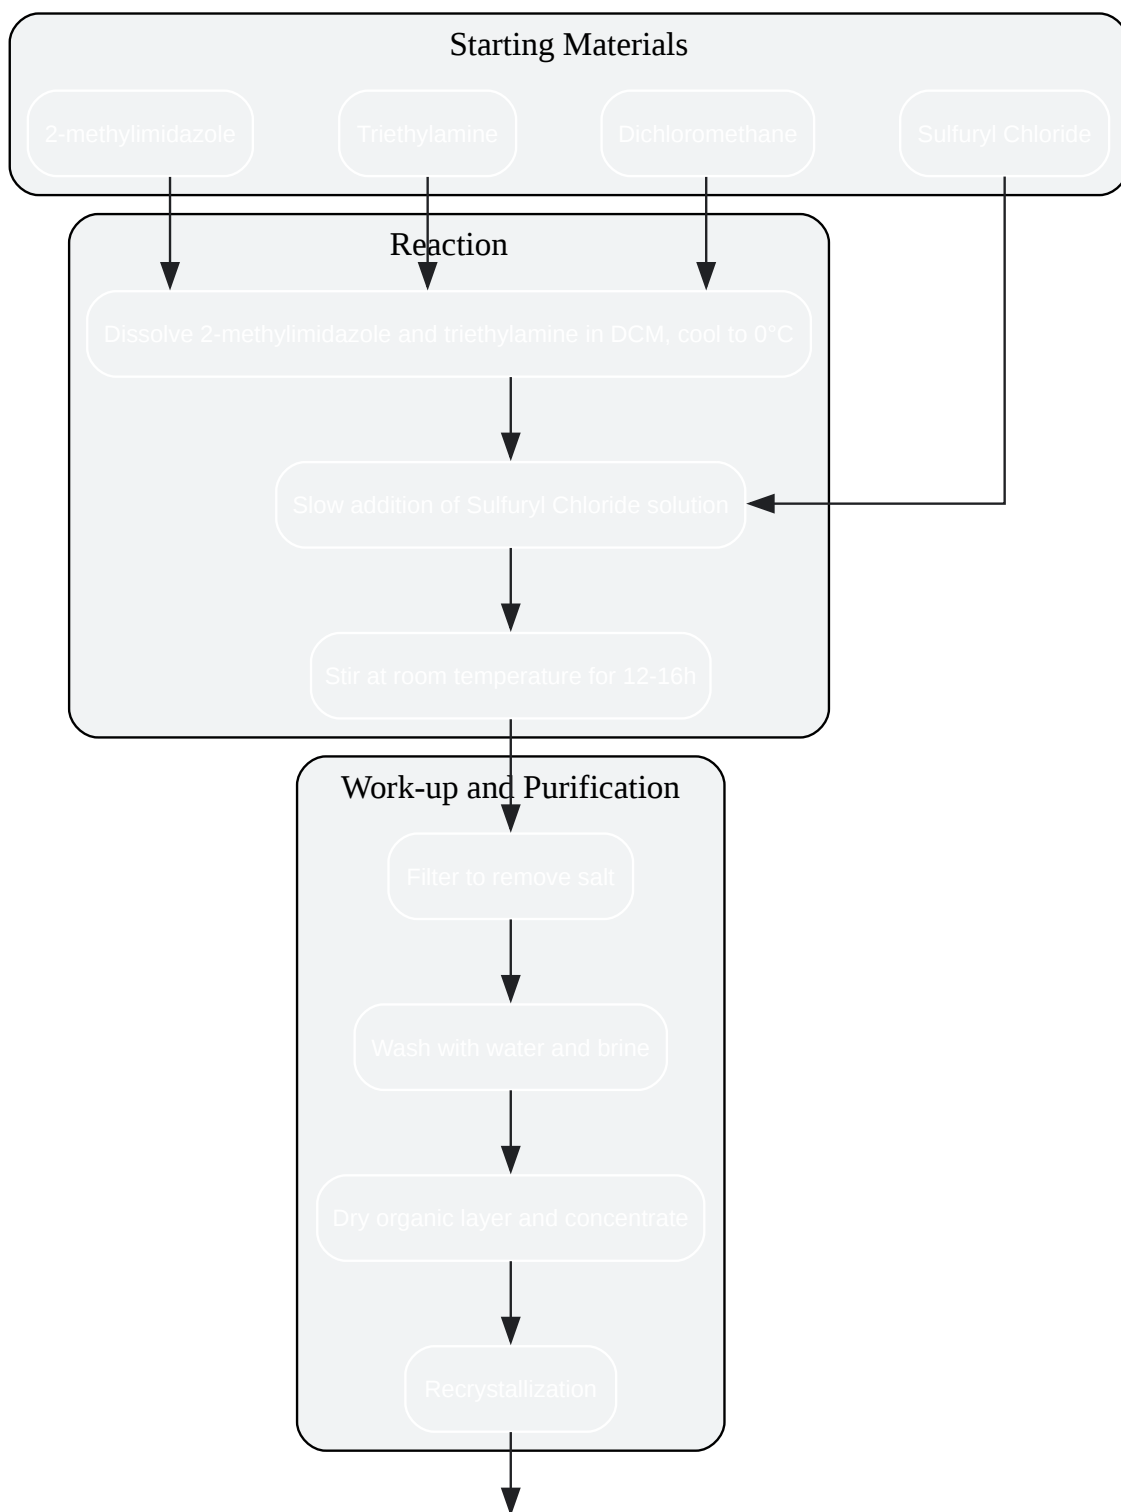 Starting Materials
2-methylimidazole
Triethylamine
Dichloromethane
Sulfuryl Chloride
Reaction
Dissolve 2-methylimidazole and triethylamine in DCM, cool to 0°C
Slow addition of Sulfuryl Chloride solution
Stir at room temperature for 12-16h
Work-up and Purification
Filter to remove salt
Wash with water and brine
Dry organic layer and concentrate
Recrystallization